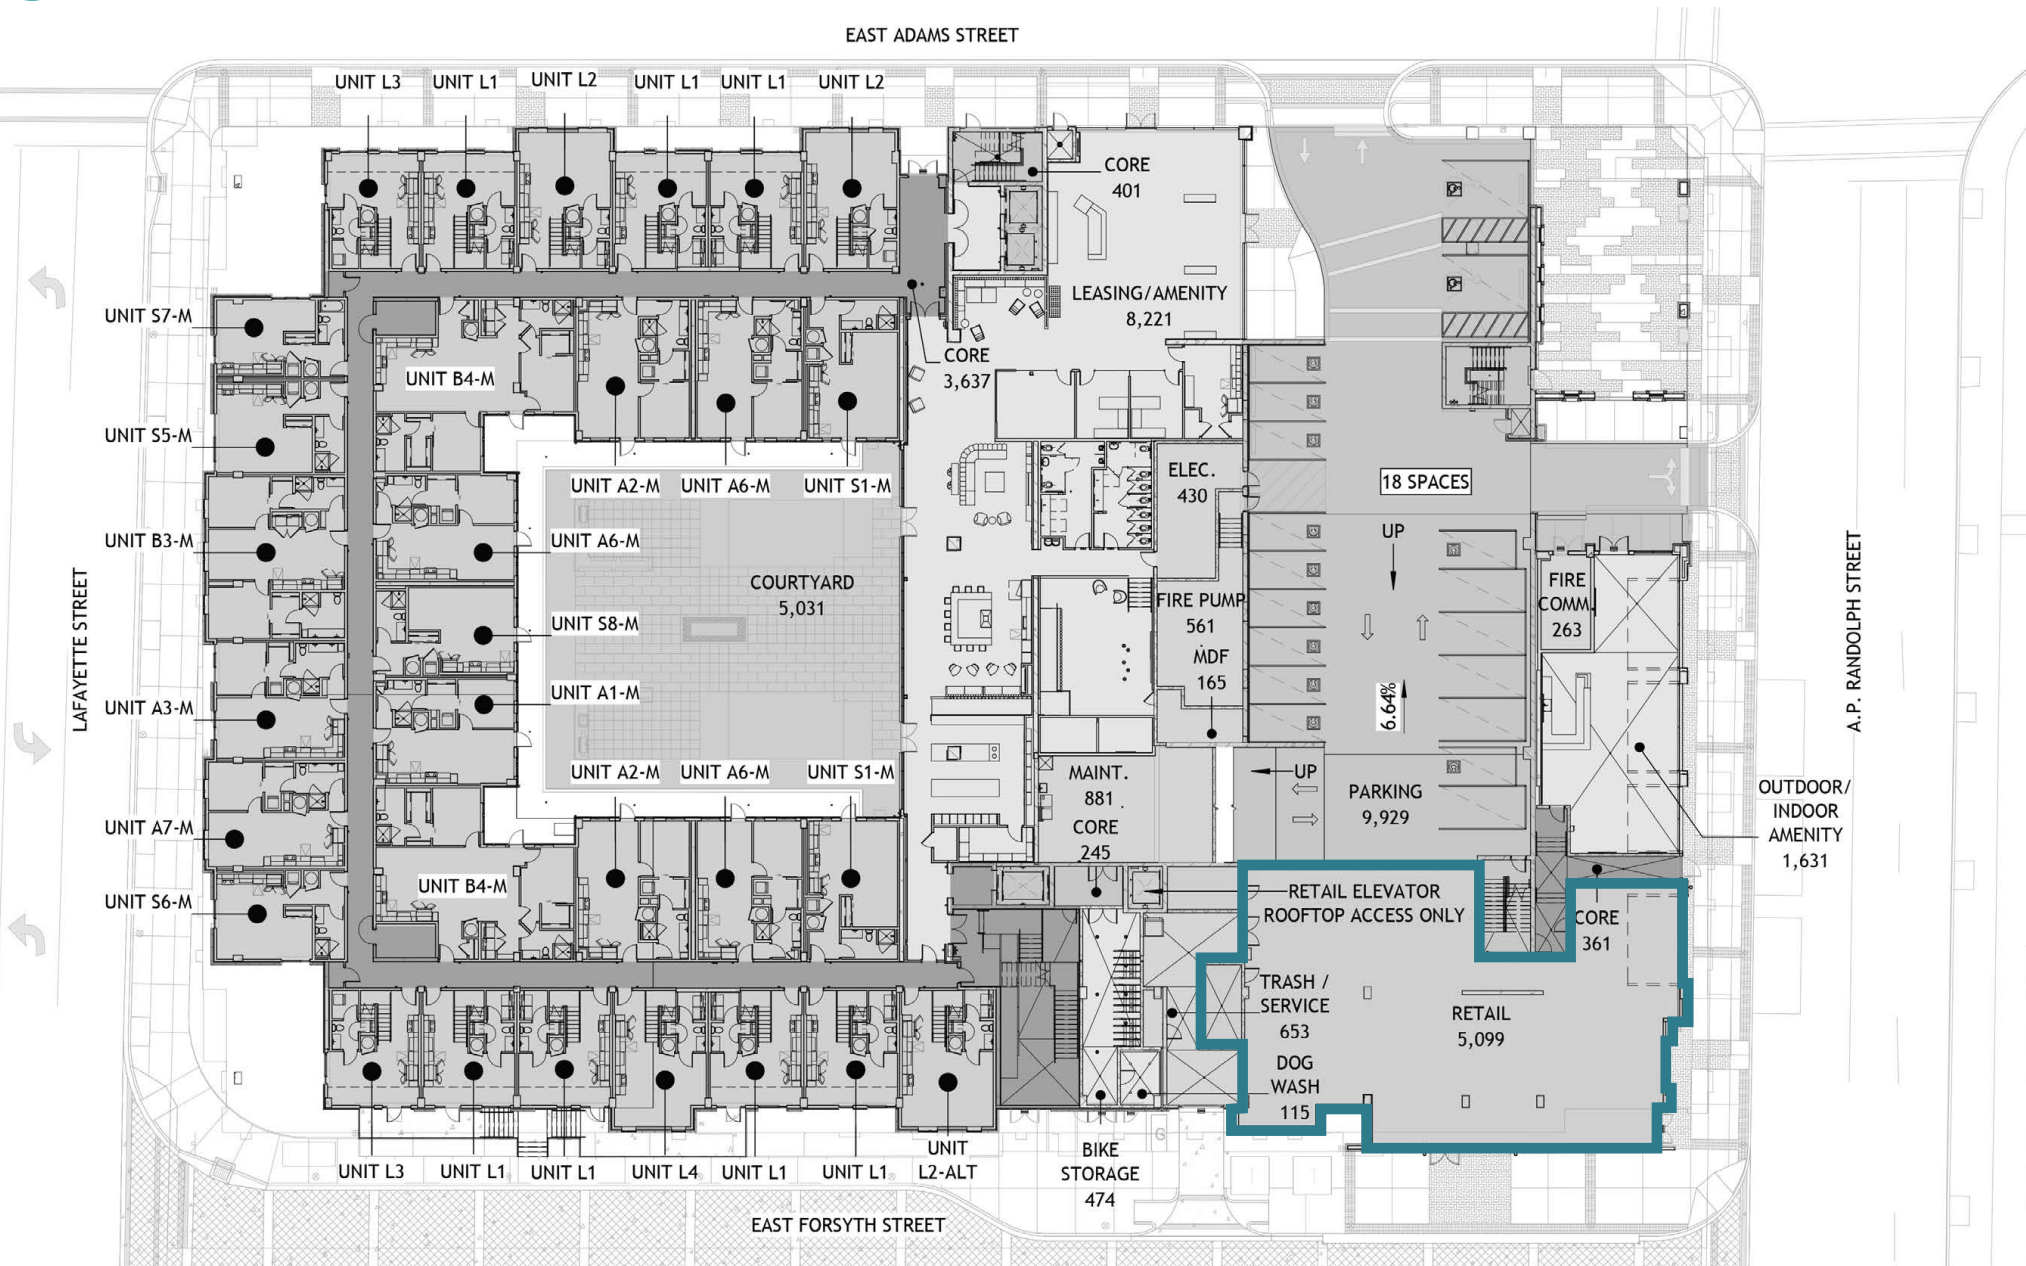 EAST ADAMS STREET
UNIT L3
UNIT L1
UNIT L2
UNIT L1
UNIT L1
UNIT L2
CORE
401
LEASING/AMENITY
8,221
UNIT S7-M
UNIT B4-M
CORE
3,637
UNIT S5-M
ELEC.
430
18 SPACES
UNIT A2-M
UNIT A6-M
UNIT S1-M
UP
UNIT B3-M
UNIT A6-M
COURTYARD
5,031
FIRE
COMM.
263
FIRE PUMP
561
UNIT S8-M
MDF
165
LAFAYETTE STREET
A.P. RANDOLPH STREET
UNIT A3-M
UNIT A1-M
6.64%
UNIT A2-M
UNIT A6-M
UNIT S1-M
MAINT.
881
UP
PARKING
9,929
OUTDOOR/
INDOOR
AMENITY
1,631
UNIT A7-M
CORE
245
UNIT B4-M
UNIT S6-M
RETAIL ELEVATOR
ROOFTOP ACCESS ONLY
CORE
361
TRASH /
SERVICE
653
RETAIL
5,099
DOG
WASH
115
G
UNIT L3
UNIT L1
UNIT L1
UNIT L4
UNIT L1
UNIT L1
UNIT
L2-ALT
BIKE
STORAGE
474
EAST FORSYTH STREET